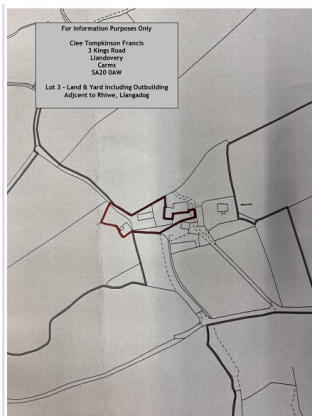 For Information Purposes Only
Clee Tompkinson Francis
3 Kings Road
Llandovery
Carms
SA20 0AW
Lot 3 - Land & Yard Including Outbuilding
Adjcent to Rhiwe, Llangadog